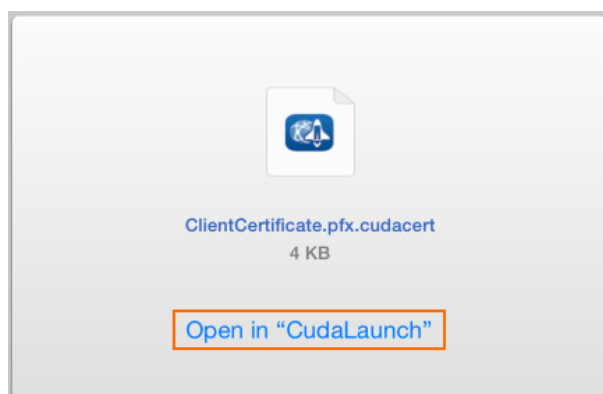 ClientCertificate.pfx.cudacert
4 KB
Open in “CudaLaunch”